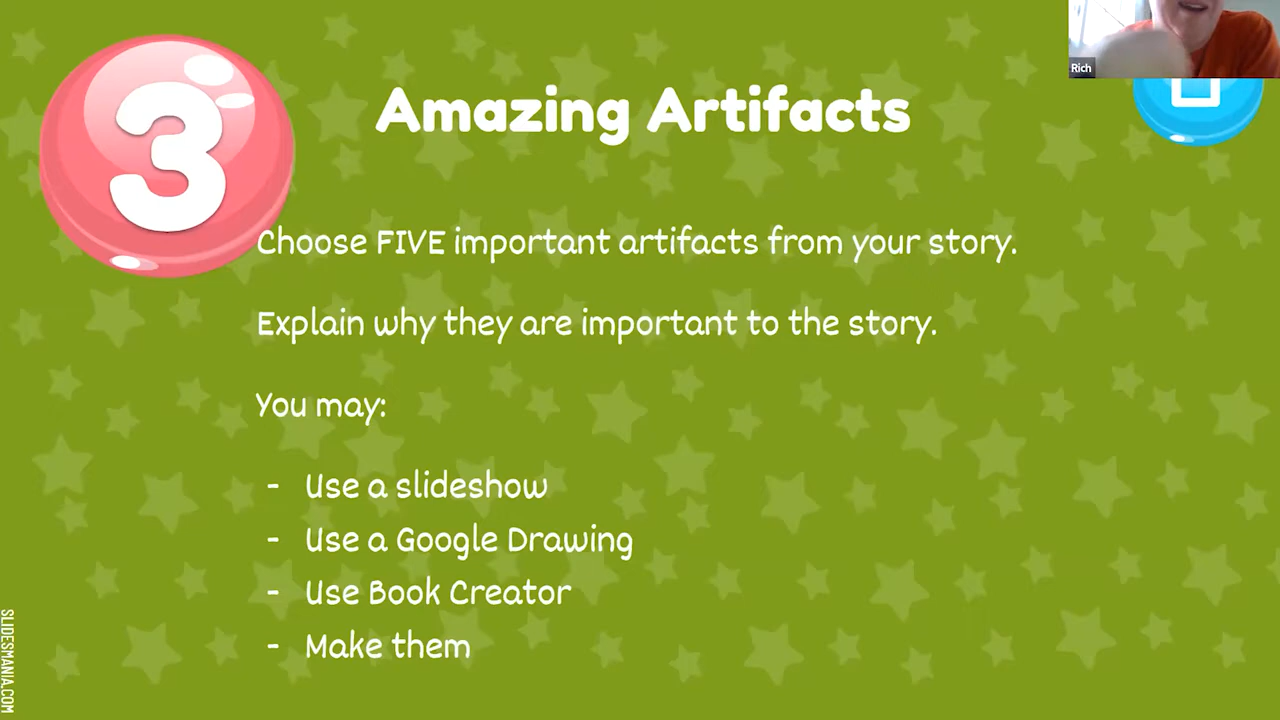 3
Amazing Artifacts
Rich
Choose FIVE important artifacts from your story.
Explain why they are important to the story.
You may:
- Use a slideshow
- Use a Google Drawing
- Use Book Creator
- Make them
SLIDESMANIA.COM